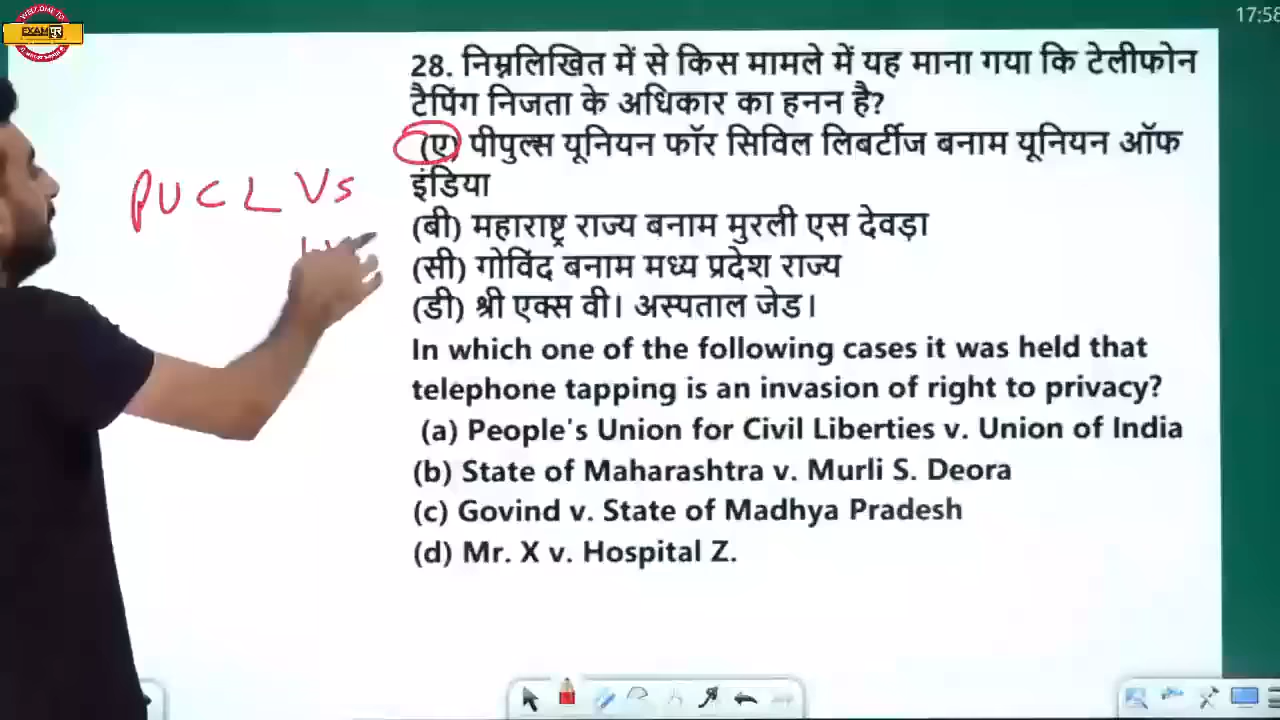 WELCOME TO
EXAM पुर
17:58
28. निम्नलिखित में से किस मामले में यह माना गया कि टेलीफोन
टैपिंग निजता के अधिकार का हनन है?
(ए) पीपुल्स यूनियन फॉर सिविल लिबर्टीज बनाम यूनियन ऑफ
इंडिया
PUCL Vs
(बी) महाराष्ट्र राज्य बनाम मुरली एस देवड़ा
(सी) गोविंद बनाम मध्य प्रदेश राज्य
(डी) श्री एक्स वी। अस्पताल जेड।
In which one of the following cases it was held that
telephone tapping is an invasion of right to privacy?
(a) People's Union for Civil Liberties v. Union of India
(b) State of Maharashtra v. Murli S. Deora
(c) Govind v. State of Madhya Pradesh
(d) Mr. X v. Hospital Z.